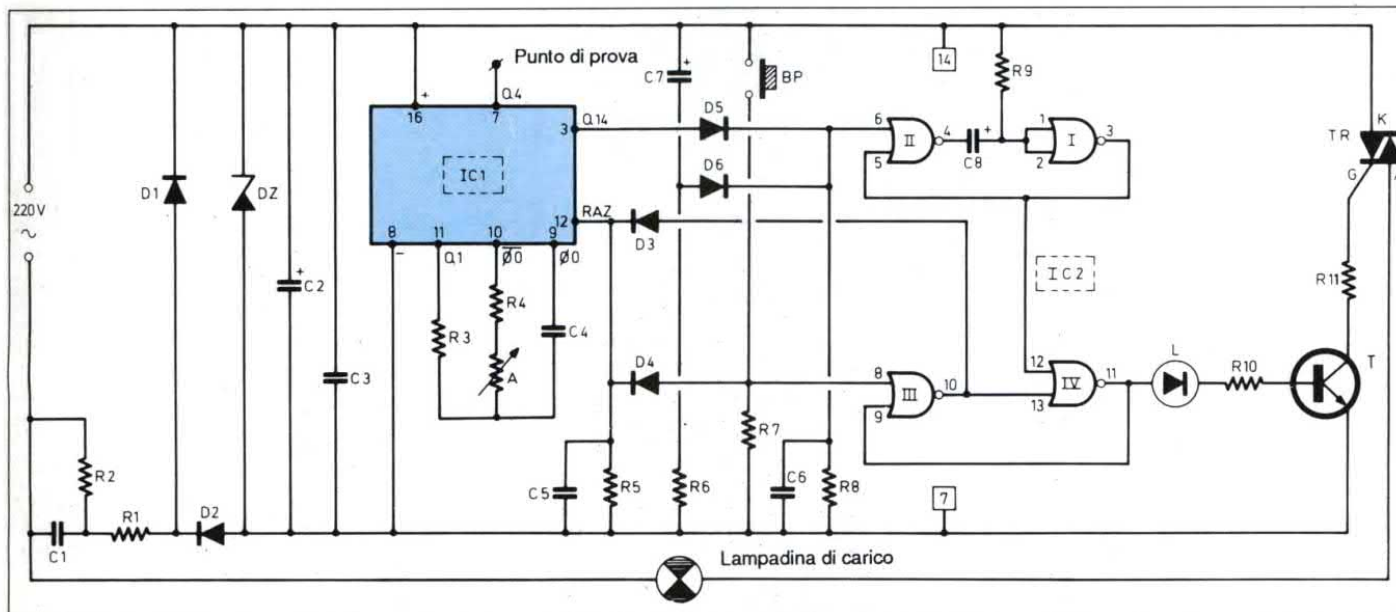 Punto di prova
14
R9
C7
BP
+
16
Q4
7
Q14
3
D5
6
5
II
4
C8
+
1
2
I
3
K
TR
G
D1
DZ
IC1
D6
220V
~
RAZ
12
D3
8
-
11
Q1
10
Ø0
9
Ø0
IC2
R11
C2
+
R4
R3
C4
A
C3
D4
8
9
III
10
12
13
IV
11
L
R10
T
R7
R2
C5
R5
R6
C6
R8
7
C1
R1
D2
Lampadina di carico